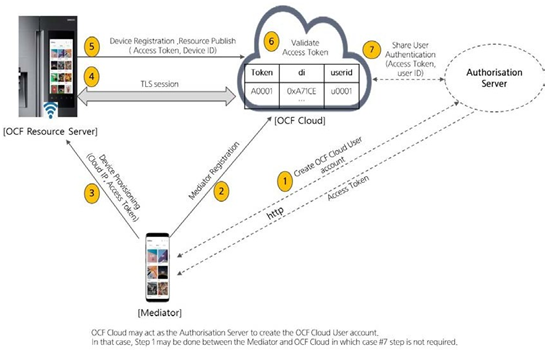 5
Device Registration ,Resource Publish
( Access Token, Device ID)
4
TLS session
[OCF Resource Server]
6
Validate
Access Token
Token di userid
A0001 0xA71CE u0001
...
[OCF Cloud]
7
Share User
Authentication
(Access Token,
user ID)
Authorisation
Server
3
Device Provisioning
(Cloud IP, Access Token)
2
Mediator Registration
1
Create OCF Cloud User
account
http
Access Token
[Mediator]
OCF Cloud may act as the Authorisation Server to create the OCF Cloud User account.
In that case, Step 1 may be done between the Mediator and OCF Cloud in which case #7 step is not required.